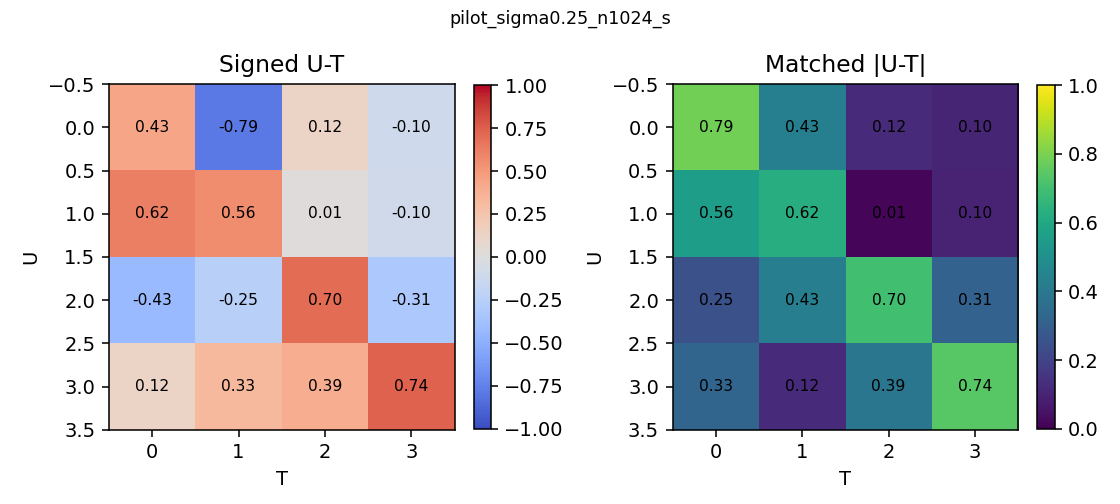 pilot_sigma0.25_n1024_s
Signed U-T
−0.5
0.0
0.5
1.0
1.5
2.0
2.5
3.0
3.5
U
0.43 -0.79 0.12 -0.10
0.62 0.56 0.01 -0.10
-0.43 -0.25 0.70 -0.31
0.12 0.33 0.39 0.74
0 1 2 3
T
1.00
0.75
0.50
0.25
0.00
−0.25
−0.50
−0.75
−1.00
Matched |U-T|
−0.5
0.0
0.5
1.0
1.5
2.0
2.5
3.0
3.5
U
0.79 0.43 0.12 0.10
0.56 0.62 0.01 0.10
0.25 0.43 0.70 0.31
0.33 0.12 0.39 0.74
0 1 2 3
T
1.0
0.8
0.6
0.4
0.2
0.0